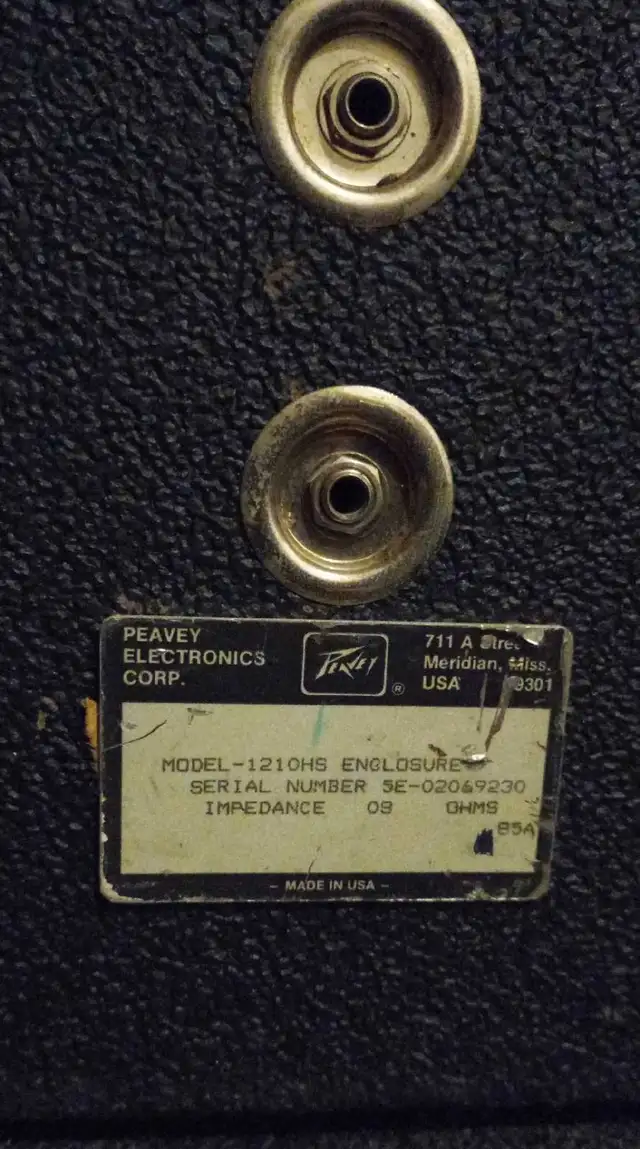 PEAVEY
ELECTRONICS
CORP.
PEAVEY
®
711 A
Meridian, Miss.
USA
MODEL-1210HS ENCLOSURE
SERIAL NUMBER 5E-02069230
IMPEDANCE 08 OHMS
85A
- MADE IN USA -